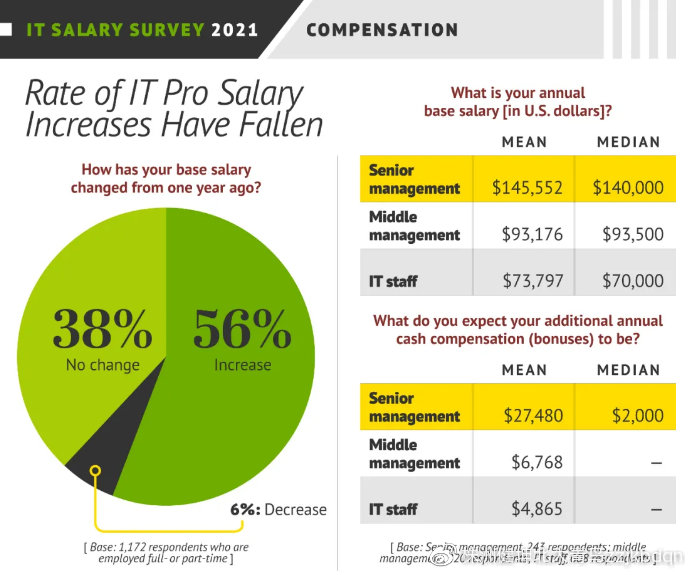 IT SALARY SURVEY 2021
COMPENSATION
Rate of IT Pro Salary
Increases Have Fallen
How has your base salary
changed from one year ago?
38%
No change
56%
Increase
6%: Decrease
[ Base: 1,172 respondents who are
employed full- or part-time ]
What is your annual
base salary [in U.S. dollars]?
MEAN MEDIAN
Senior
management $145,552 $140,000
Middle
management $93,176 $93,500
IT staff $73,797 $70,000
What do you expect your additional annual
cash compensation (bonuses) to be?
MEAN MEDIAN
Senior
management $27,480 $2,000
Middle
management $6,768 —
IT staff $4,865 —
[ Base: Senior management, 243 respondents; middle